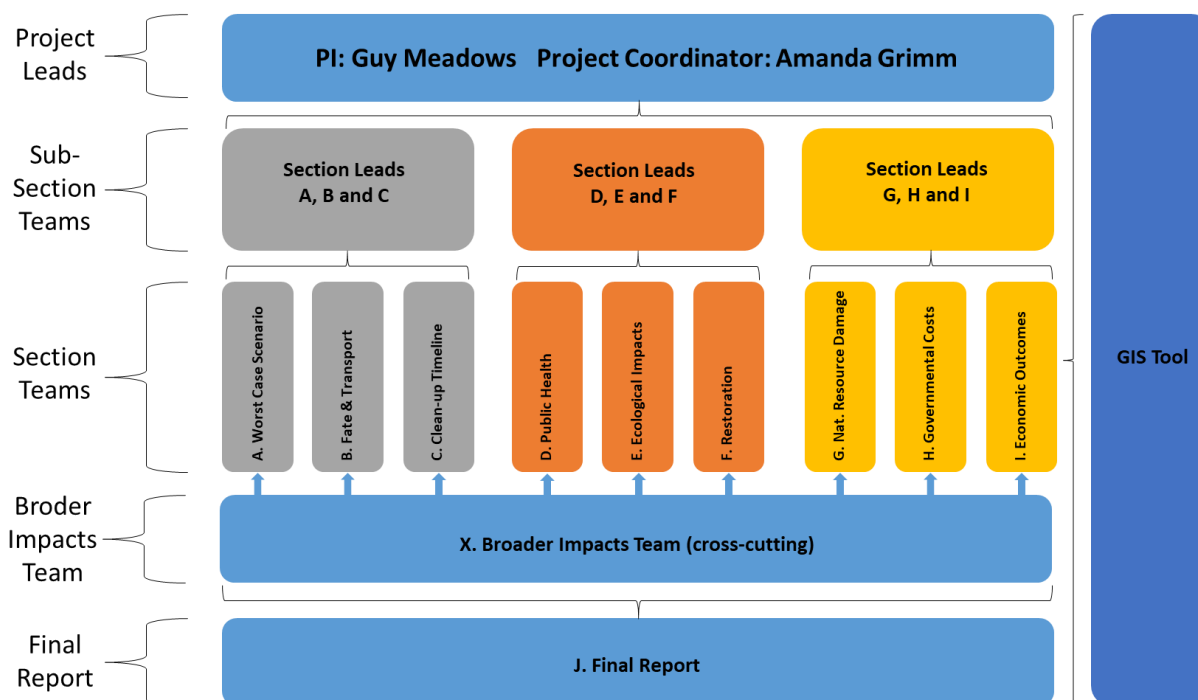 Project
Leads
PI: Guy Meadows Project Coordinator: Amanda Grimm
Sub-
Section
Teams
Section Leads
A, B and C
Section Leads
D, E and F
Section Leads
G, H and I
Section
Teams
A. Worst Case Scenario
B. Fate & Transport
C. Clean-up Timeline
D. Public Health
E. Ecological Impacts
F. Restoration
G. Nat. Resource Damage
H. Governmental Costs
I. Economic Outcomes
GIS Tool
Broder
Impacts
Team
X. Broader Impacts Team (cross-cutting)
Final
Report
J. Final Report